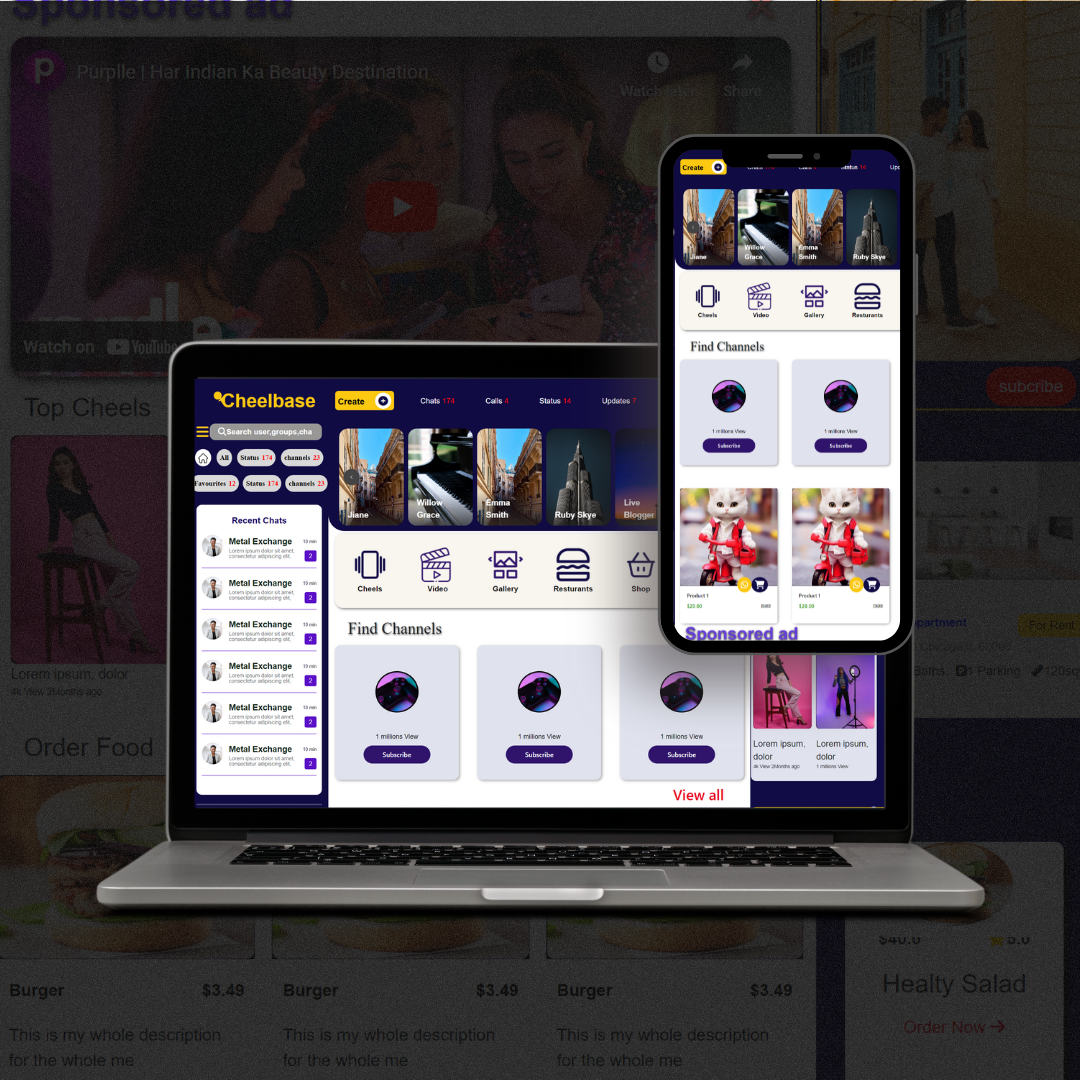 Sponsored ad
Purplle | Har Indian Ka Beauty Destination
Watch later
Share
Watch on YouTube
Top Cheels
Lorem ipsum, dolor
4k View 2Months ago
Order Food
subcribe
For Rent
1 Parking
Burger $3.49
This is my whole description
for the whole me
Burger $3.49
This is my whole description
for the whole me
Burger $3.49
This is my whole description
for the whole me
$40.0 5.0
Healty Salad
Order Now →
Cheelbase
Create
Chats 174
Calls 4
Status 14
Updates 7
Search user,groups,cha
All
Status 174
channels 23
Favourites 12
Status 174
channels 23
Recent Chats
Metal Exchange 10 min
Lorem ipsum dolor sit amet,
consectetur adipiscing elit. 2
Metal Exchange 10 min
Lorem ipsum dolor sit amet,
consectetur adipiscing elit. 2
Metal Exchange 10 min
Lorem ipsum dolor sit amet,
consectetur adipiscing elit. 2
Metal Exchange 10 min
Lorem ipsum dolor sit amet,
consectetur adipiscing elit. 2
Metal Exchange 10 min
Lorem ipsum dolor sit amet,
consectetur adipiscing elit. 2
Metal Exchange 10 min
Lorem ipsum dolor sit amet,
consectetur adipiscing elit. 2
Jiane
Willow
Grace
Emma
Smith
Ruby Skye
Live
Blogger
Cheels
Video
Gallery
Resturants
Shop
Find Channels
1 millions View
Subscribe
1 millions View
Subscribe
1 millions View
Subscribe
View all
Lorem ipsum,
dolor
4k View 2Months ago
Lorem ipsum,
dolor
1 millions View
Create
Jiane
Willow
Grace
Emma
Smith
Ruby Skye
Cheels
Video
Gallery
Resturants
Find Channels
1 millions View
Subscribe
1 millions View
Subscribe
Product 1
$20.00
Product 1
$20.00
Sponsored ad